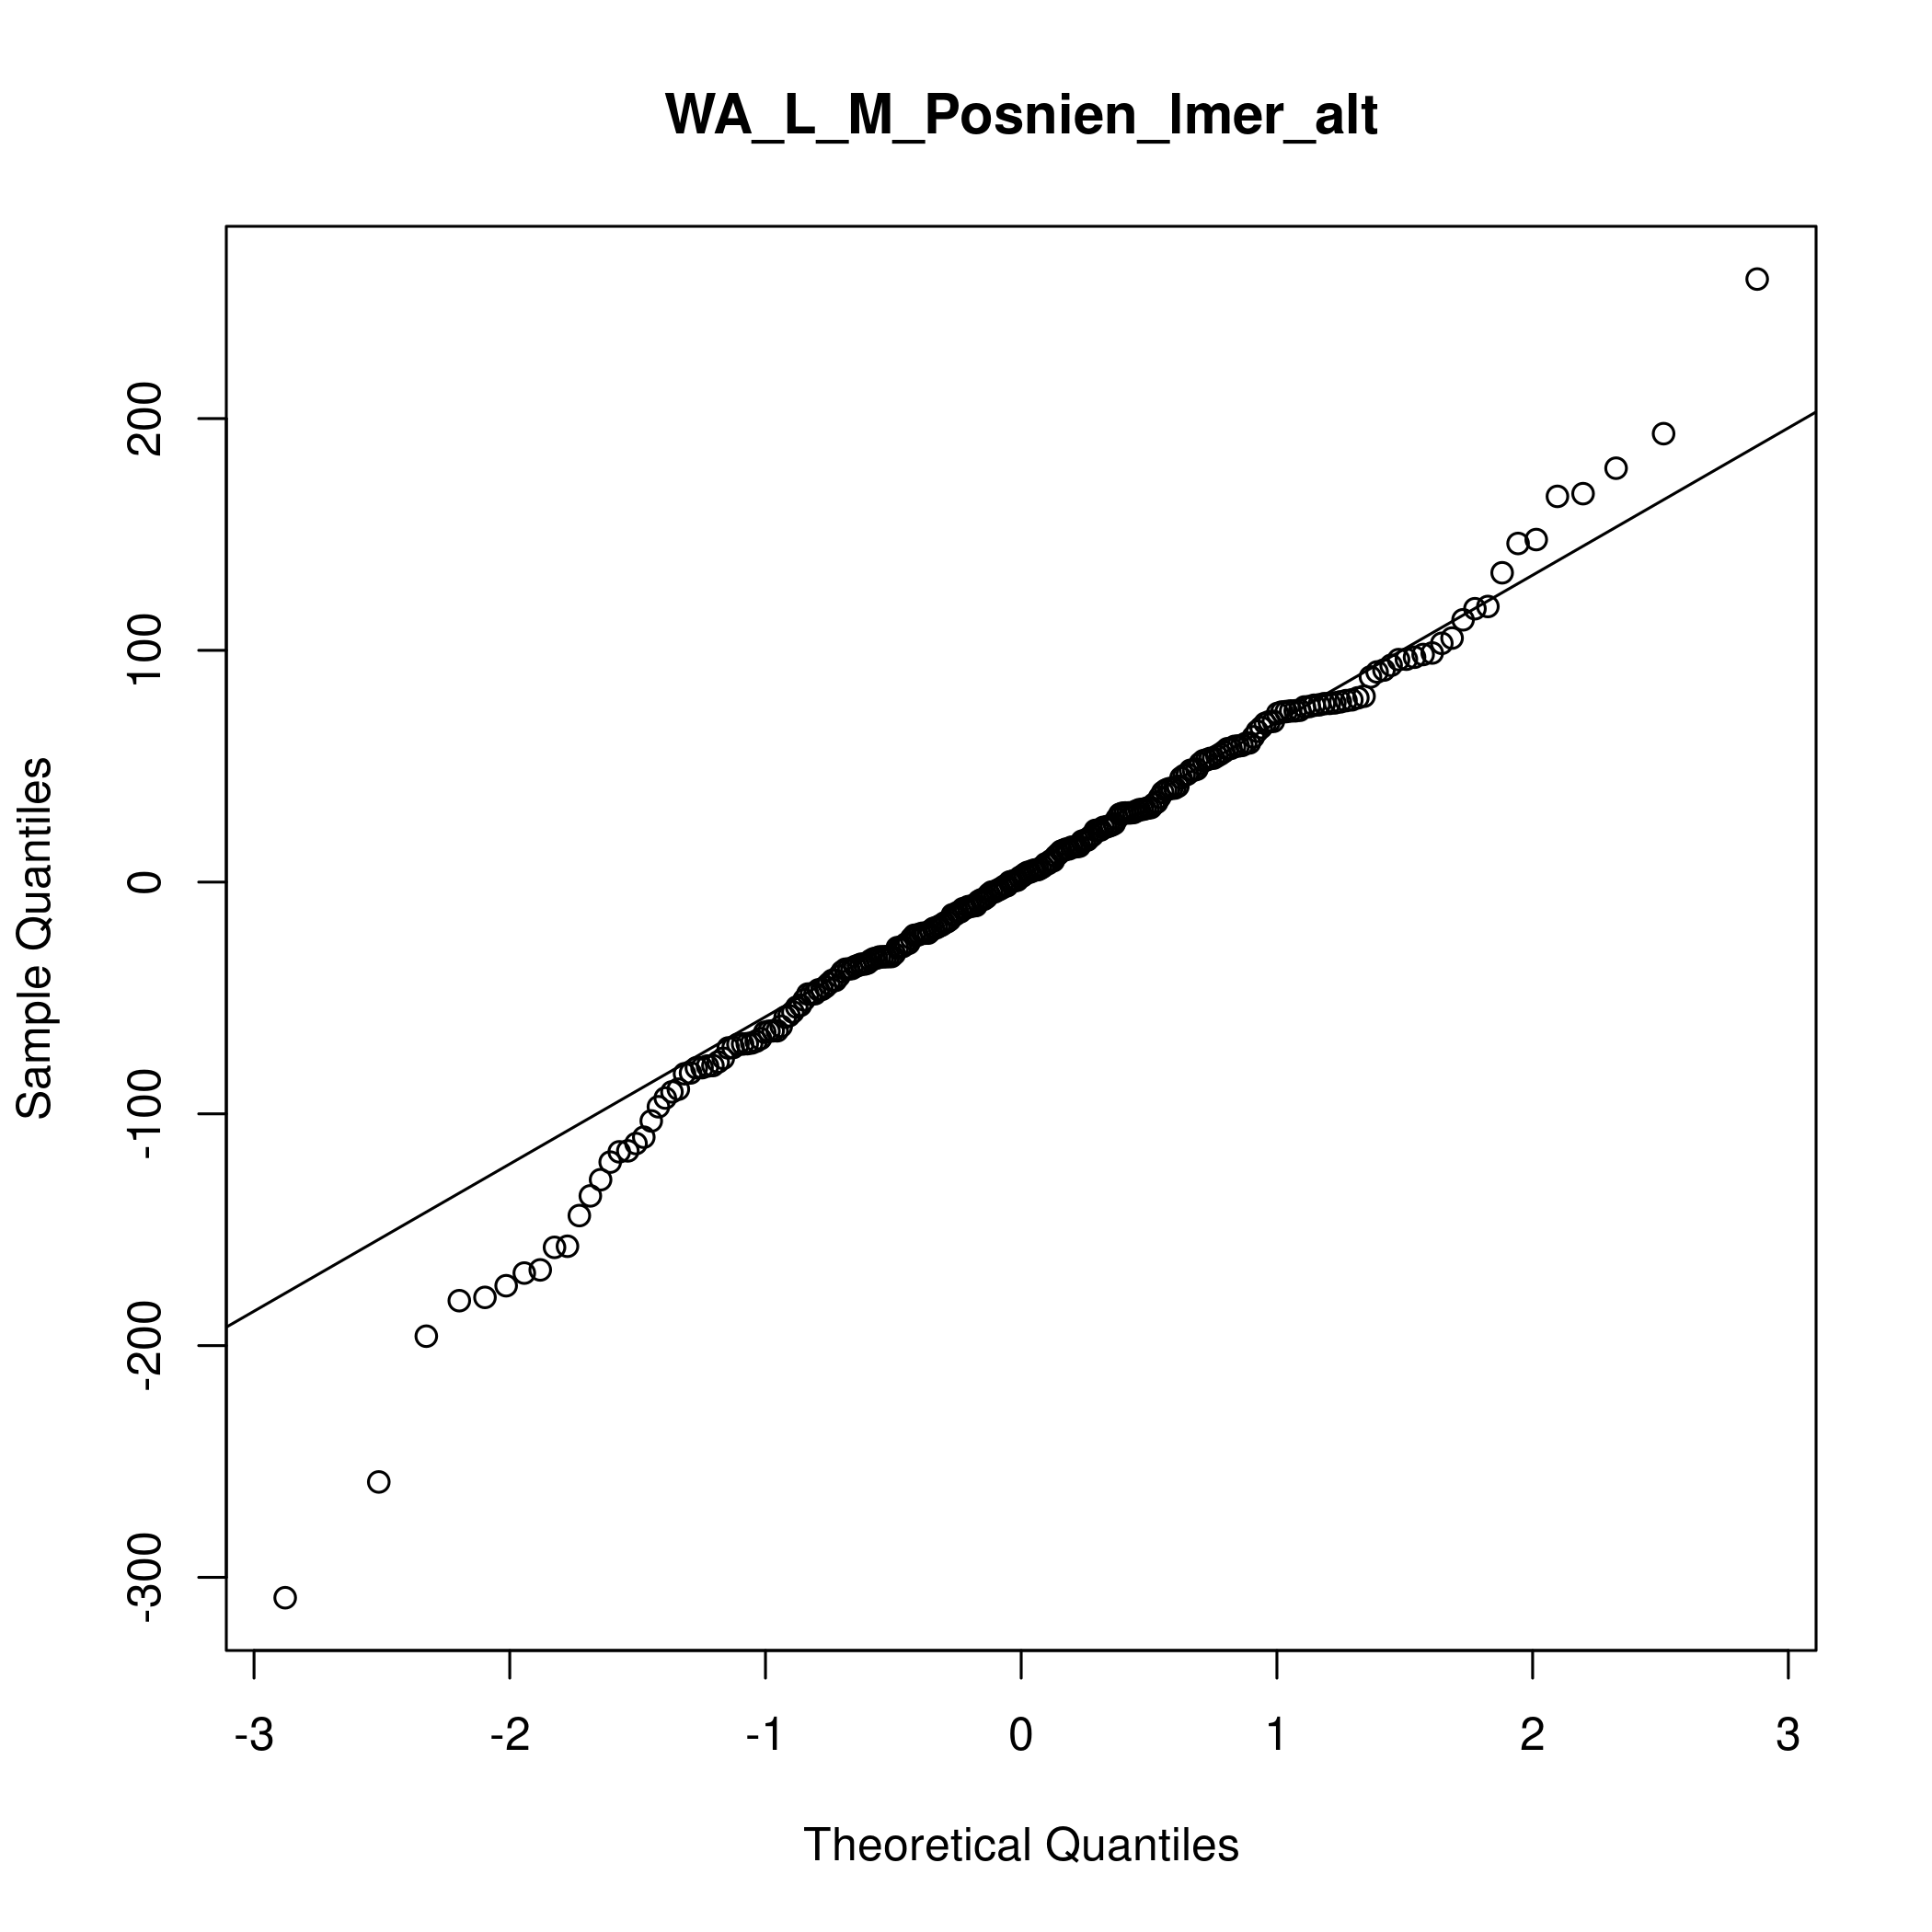 WA_L_M_Posnien_lmer_alt
Sample Quantiles
200
100
0
-100
-200
-300
-3 -2 -1 0 1 2 3
Theoretical Quantiles